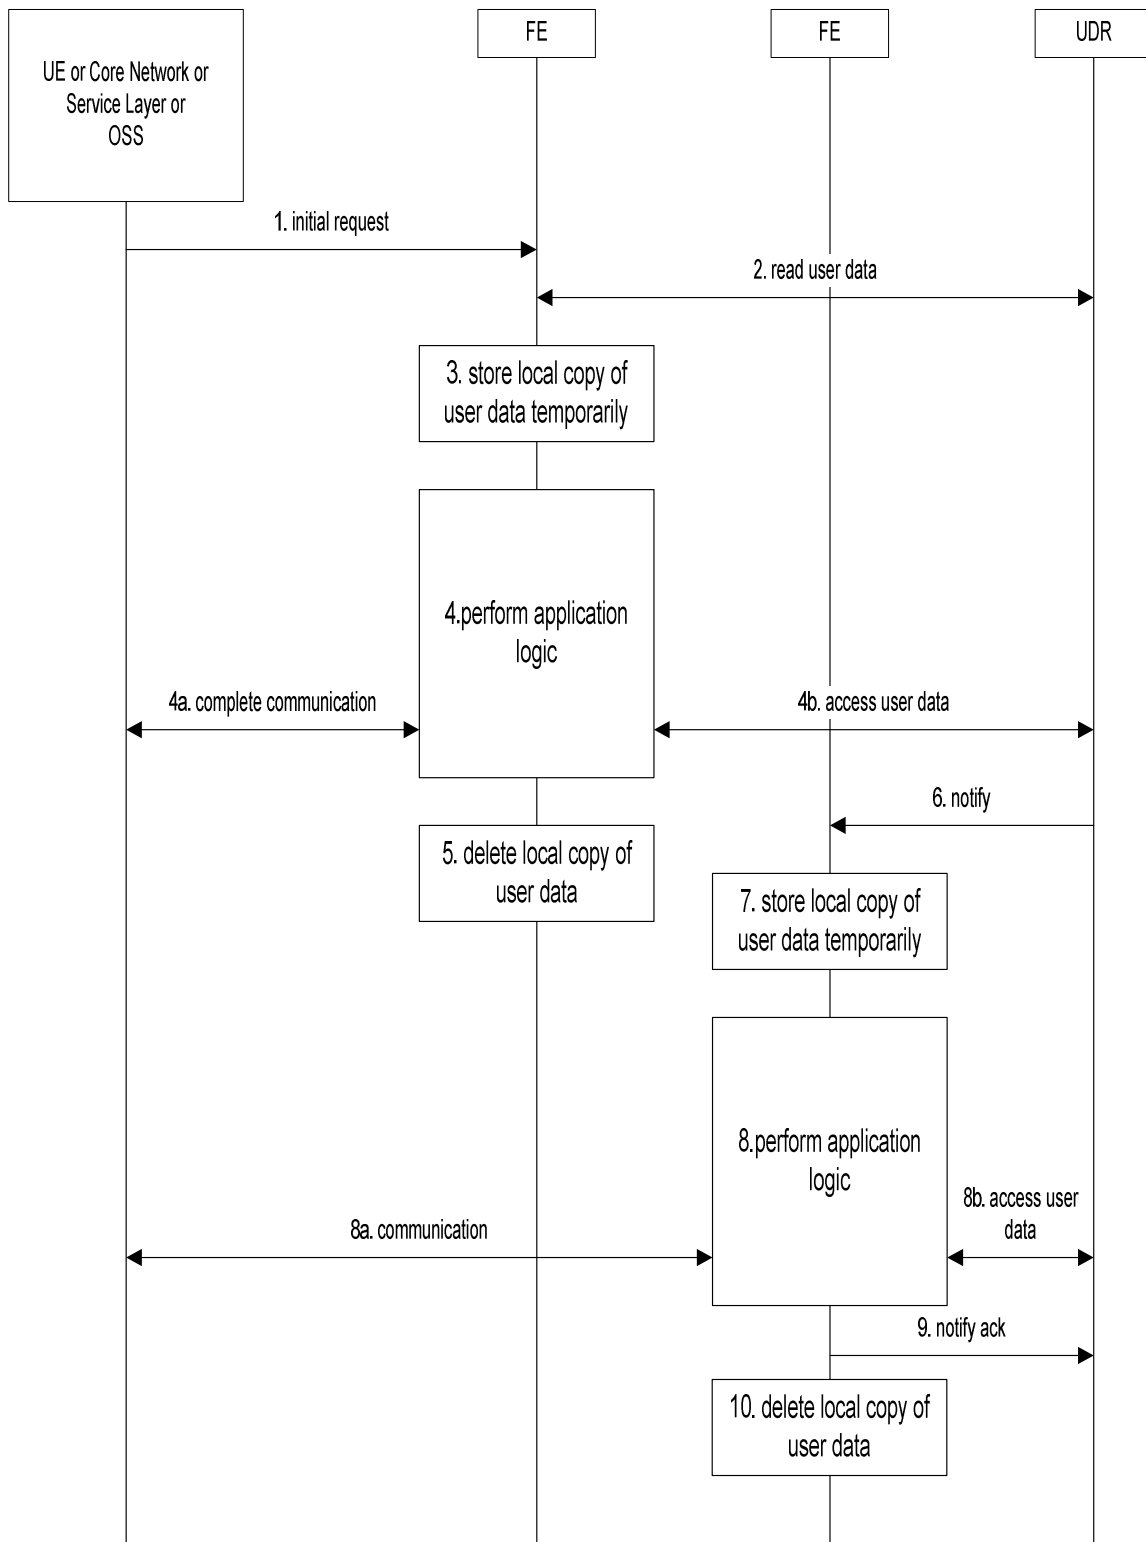 UE or Core Network or
Service Layer or
OSS
FE
FE
UDR
1. initial request
2. read user data
3. store local copy of
user data temporarily
4.perform application
logic
4a. complete communication
4b. access user data
6. notify
5. delete local copy of
user data
7. store local copy of
user data temporarily
8.perform application
logic
8b. access user
data
8a. communication
9. notify ack
10. delete local copy of
user data